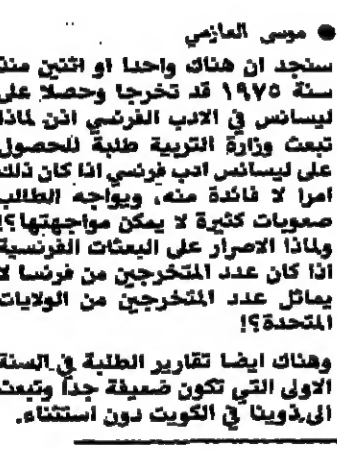 ● موسى العازمي
سنجد ان هناك واحدا او اثنين منذ
سنة ١٩٧٥ قد تخرجا وحصلا على
ليسانس في الادب الفرنسي اذن لماذا
تبعث وزارة التربية طلبة للحصول
على ليسانس ادب فرنسي اذا كان ذلك
امرا لا فائدة منه، ويواجه الطالب
صعوبات كثيرة لا يمكن مواجهتها؟!
ولماذا الاصرار على البعثات الفرنسية
اذا كان عدد المتخرجين من فرنسا لا
يماثل عدد المتخرجين من الولايات
المتحدة؟!
وهناك ايضا تقارير الطلبة في السنة
الاولى التي تكون ضعيفة جداً وتبعث
الى ذوينا في الكويت دون استثناء.